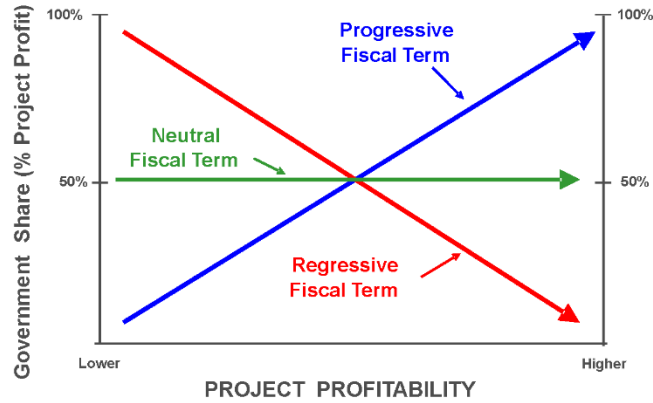 Government Share (% Project Profit)
100%
100%
Progressive
Fiscal Term
Neutral
Fiscal Term
50%
50%
Regressive
Fiscal Term
Lower
Higher
PROJECT PROFITABILITY